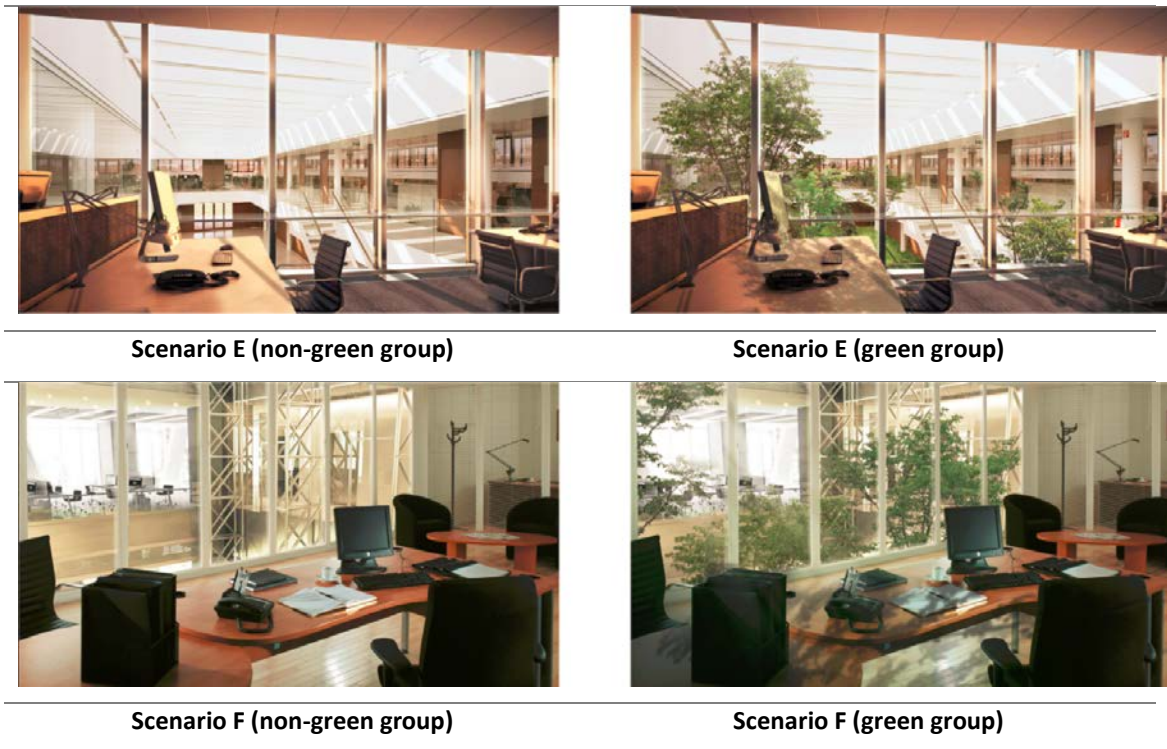 Scenario E (non-green group)
Scenario E (green group)
Scenario F (non-green group)
Scenario F (green group)